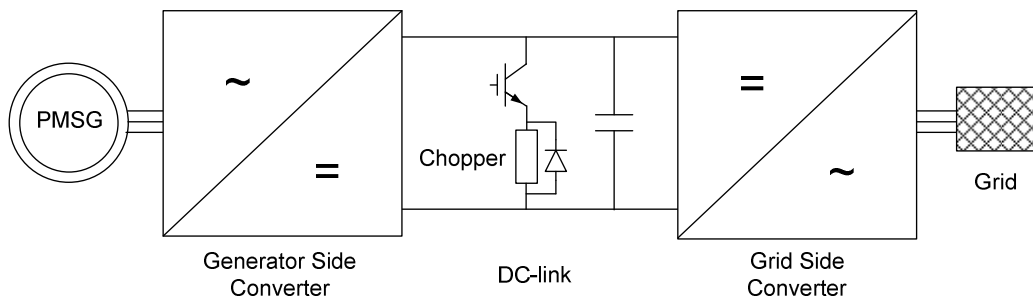 ~
=
PMSG
=
~
Chopper
Grid
Generator Side
Converter
DC-link
Grid Side
Converter